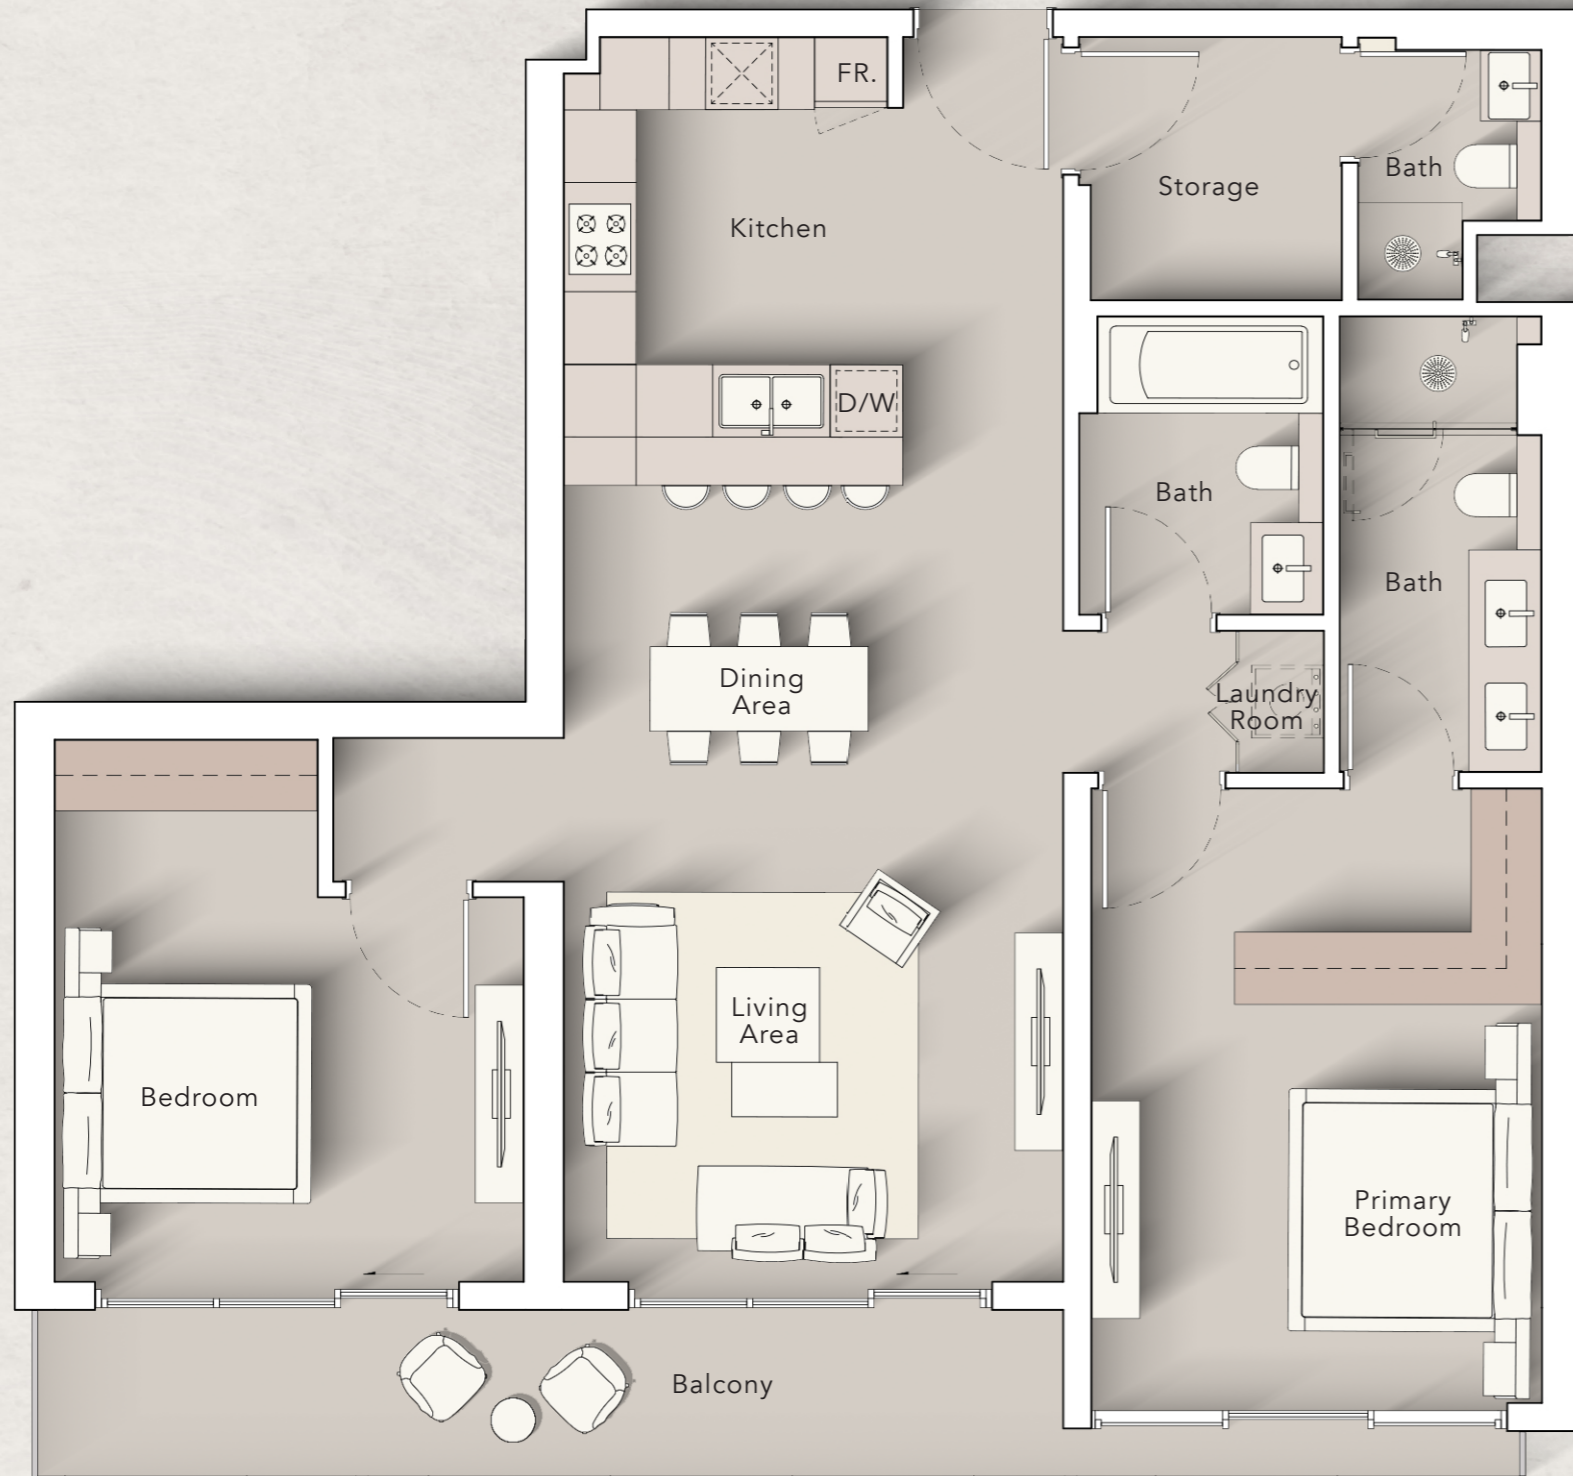 FR.
Bath
Storage
Kitchen
D/W
Bath
Bath
Dining
Area
Laundry
Room
Living
Area
Bedroom
Primary
Bedroom
Balcony